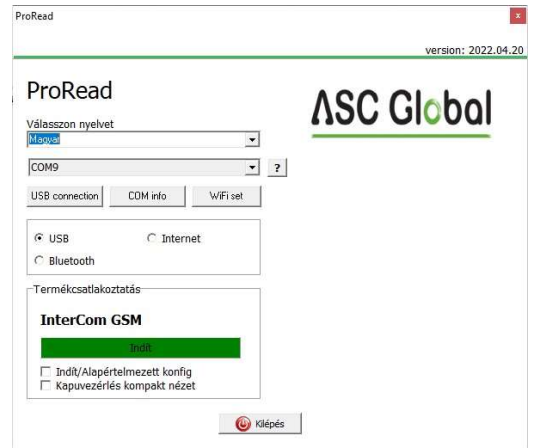 ProRead
x
version: 2022.04.20
ProRead
ASC Global
Válasszon nyelvet
Magyar
COM9
?
USB connection COM info WiFi set
USB Internet
Bluetooth
Termékcsatlakoztatás
InterCom GSM
Indít
Indít/Alapértelmezett konfig
Kapuvezérlés kompakt nézet
Kilépés